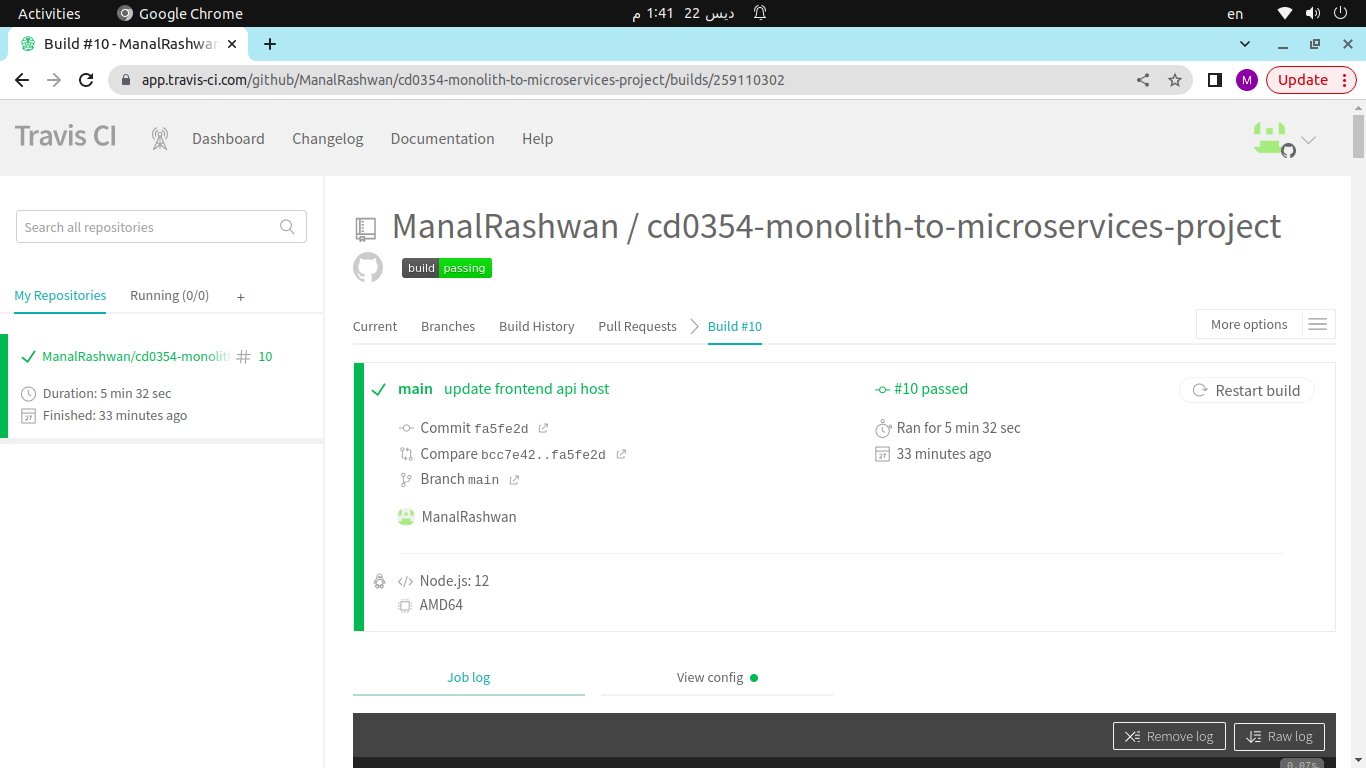 Activities Google Chrome ديس 22 1:41 م en
Build #10 - ManalRashwan
app.travis-ci.com/github/ManalRashwan/cd0354-monolith-to-microservices-project/builds/259110302 M Update
Travis CI Dashboard Changelog Documentation Help
Search all repositories
ManalRashwan / cd0354-monolith-to-microservices-project
build passing
My Repositories Running (0/0) +
Current Branches Build History Pull Requests Build #10 More options
ManalRashwan/cd0354-monolit # 10
Duration: 5 min 32 sec
Finished: 33 minutes ago
main update frontend api host #10 passed Restart build
Commit fa5fe2d Ran for 5 min 32 sec
Compare bcc7e42..fa5fe2d 33 minutes ago
Branch main
ManalRashwan
Node.js: 12
AMD64
Job log View config
Remove log Raw log
0.07s